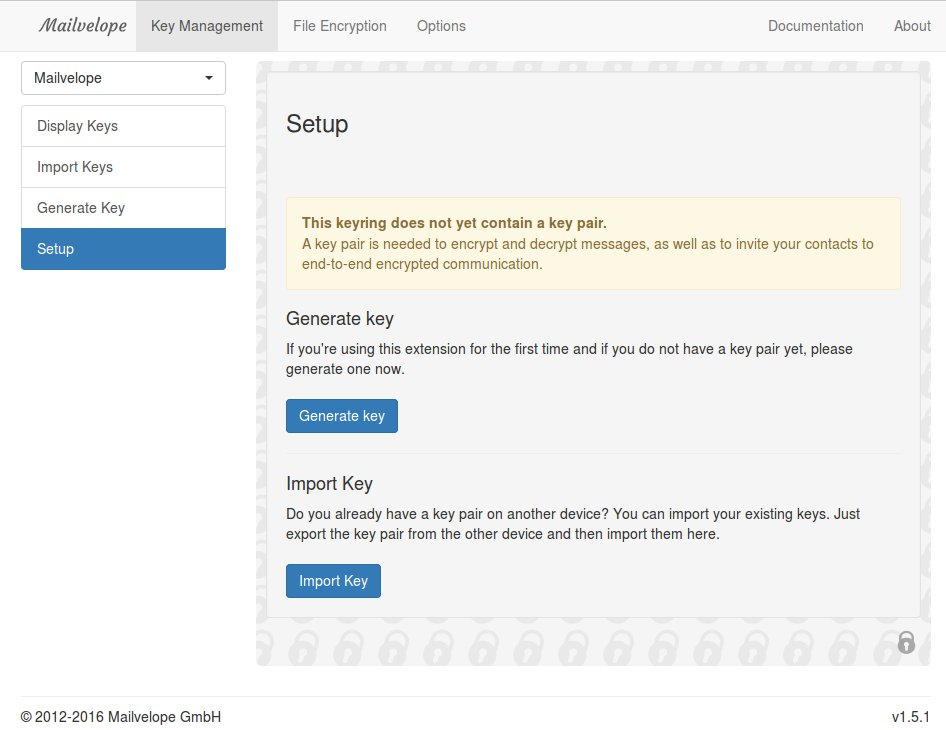 Mailvelope Key Management File Encryption Options Documentation About
Mailvelope
Display Keys
Import Keys
Generate Key
Setup
Setup
This keyring does not yet contain a key pair.
A key pair is needed to encrypt and decrypt messages, as well as to invite your contacts to
end-to-end encrypted communication.
Generate key
If you're using this extension for the first time and if you do not have a key pair yet, please
generate one now.
Generate key
Import Key
Do you already have a key pair on another device? You can import your existing keys. Just
export the key pair from the other device and then import them here.
Import Key
© 2012-2016 Mailvelope GmbH v1.5.1